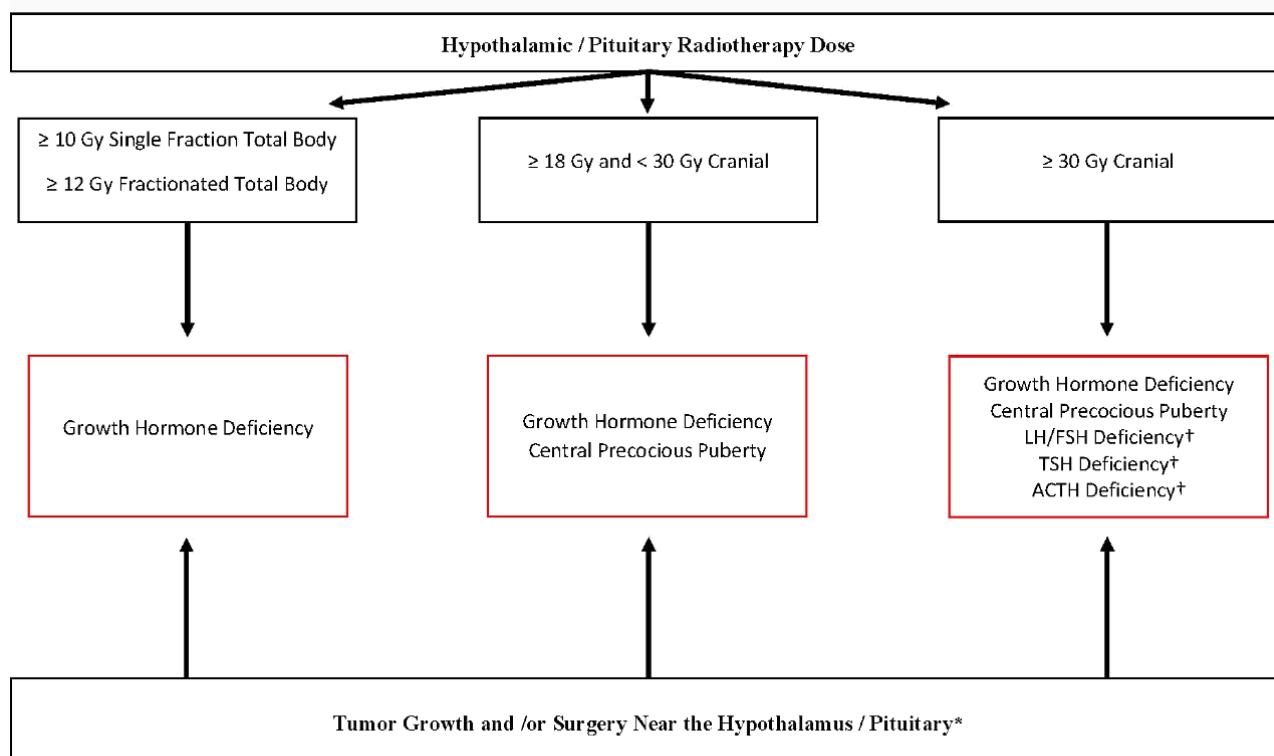 Hypothalamic / Pituitary Radiotherapy Dose
≥ 10 Gy Single Fraction Total Body
≥ 12 Gy Fractionated Total Body
≥ 18 Gy and < 30 Gy Cranial
≥ 30 Gy Cranial
Growth Hormone Deficiency
Growth Hormone Deficiency
Central Precocious Puberty
Growth Hormone Deficiency
Central Precocious Puberty
LH/FSH Deficiency†
TSH Deficiency†
ACTH Deficiency†
Tumor Growth and /or Surgery Near the Hypothalamus / Pituitary*